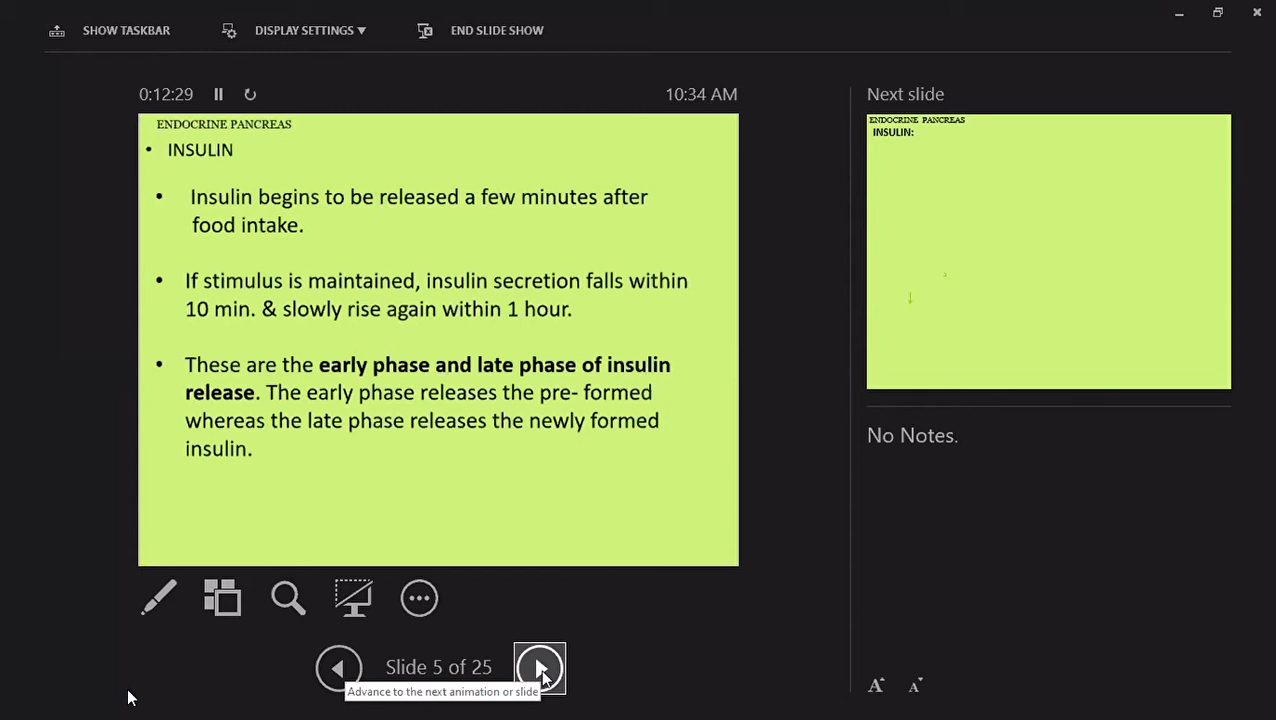 SHOW TASKBAR
DISPLAY SETTINGS ▼
END SLIDE SHOW
0:12:29
10:34 AM
ENDOCRINE PANCREAS
• INSULIN
• Insulin begins to be released a few minutes after
food intake.
• If stimulus is maintained, insulin secretion falls within
10 min. & slowly rise again within 1 hour.
• These are the early phase and late phase of insulin
release. The early phase releases the pre- formed
whereas the late phase releases the newly formed
insulin.
Slide 5 of 25
Advance to the next animation or slide
Next slide
ENDOCRINE PANCREAS
INSULIN:
↓
No Notes.
A A